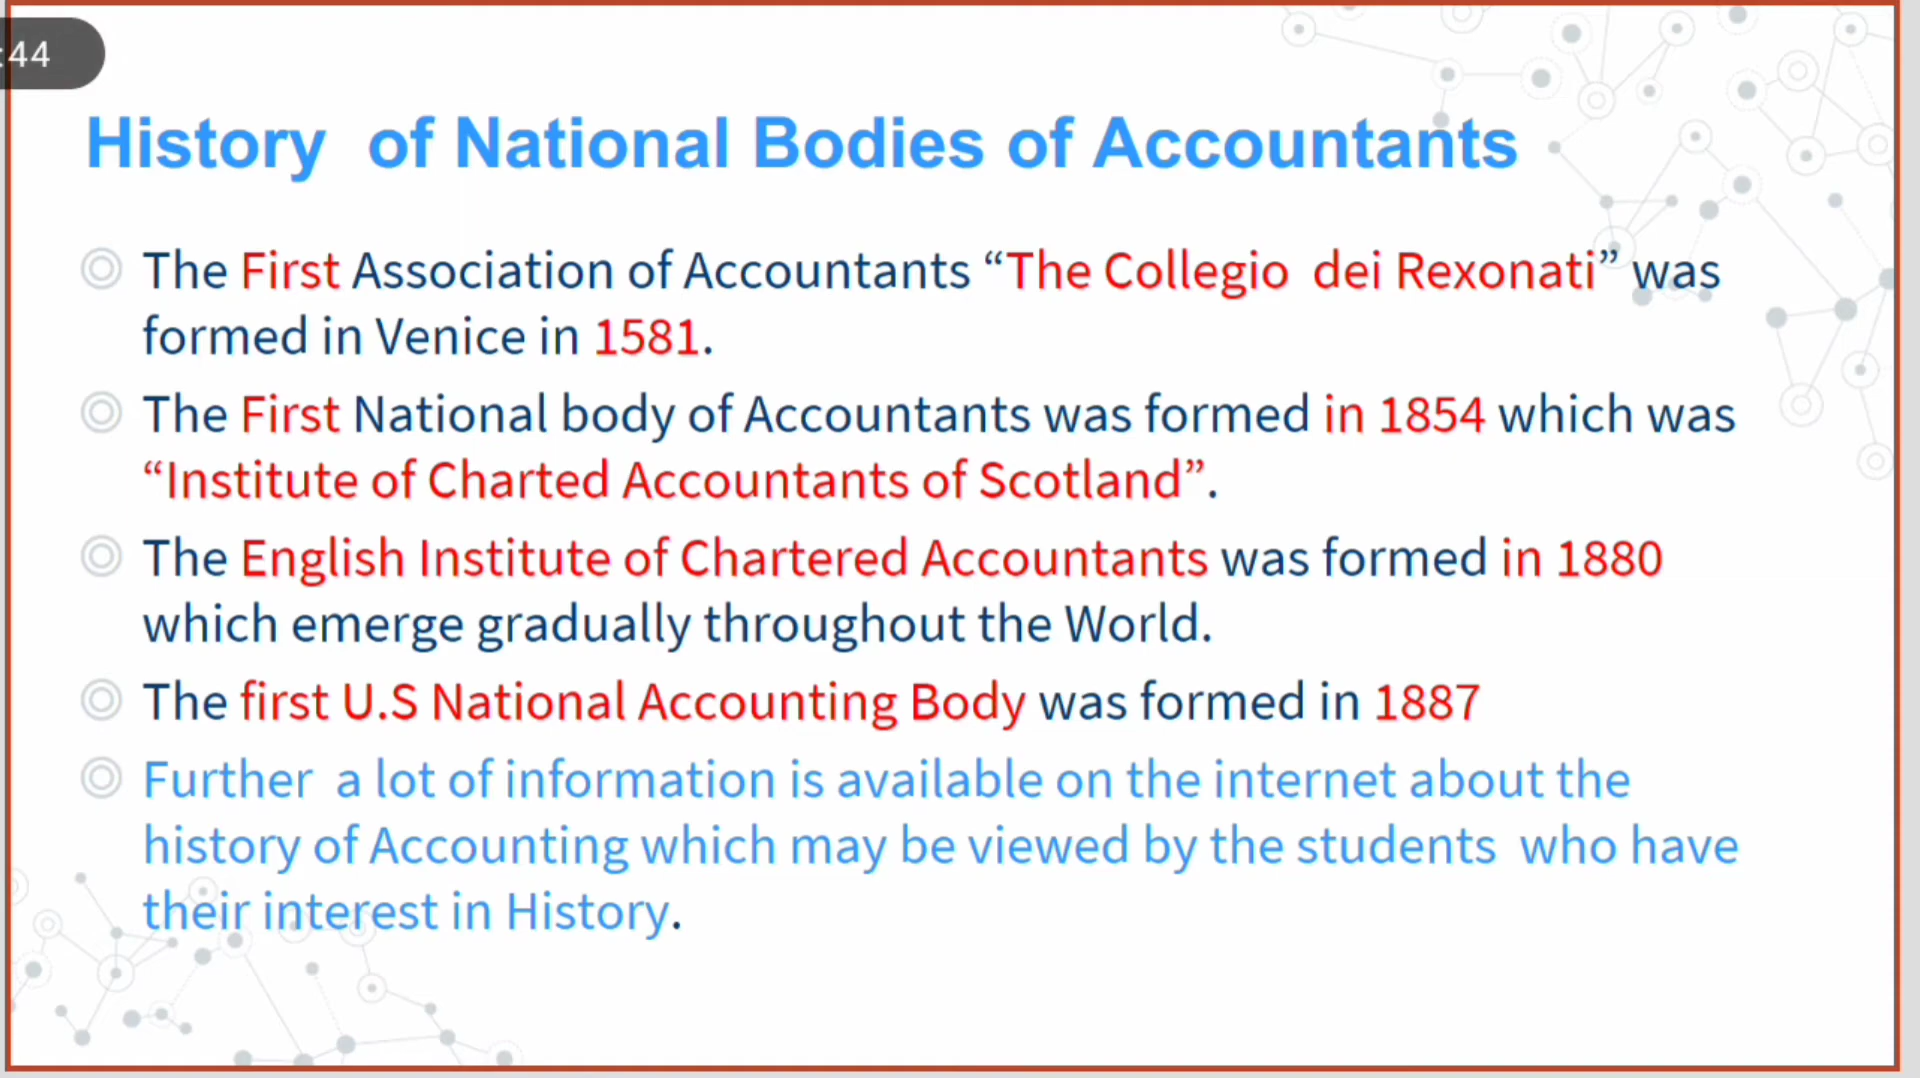 :44
History of National Bodies of Accountants
The First Association of Accountants “The Collegio dei Rexonati” was
formed in Venice in 1581.
The First National body of Accountants was formed in 1854 which was
“Institute of Charted Accountants of Scotland”.
The English Institute of Chartered Accountants was formed in 1880
which emerge gradually throughout the World.
The first U.S National Accounting Body was formed in 1887
Further a lot of information is available on the internet about the
history of Accounting which may be viewed by the students who have
their interest in History.